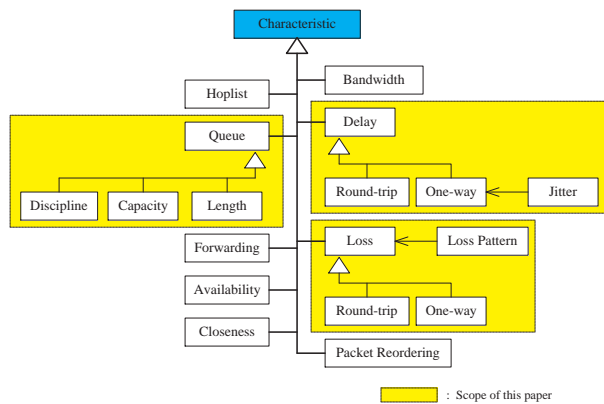 Characteristic
Bandwidth
Hoplist
Delay
Queue
Round-trip
One-way
Jitter
Discipline
Capacity
Length
Forwarding
Loss
Loss Pattern
Availability
Round-trip
One-way
Closeness
Packet Reordering
: Scope of this paper